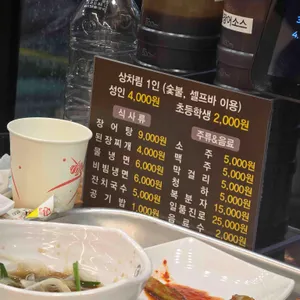 장어소스
상차림 1인 (숯불, 셀프바 이용)
성인 4,000원 초등학생 2,000원
식사류
장어탕 9,000원
된장찌개 4,000원
물냉면 6,000원
비빔냉면 6,000원
잔치국수 5,000원
공기밥 1,000원
주류&음료
소주 5,000원
맥주 5,000원
막걸리 5,000원
청하 5,000원
복분자 15,000원
일품진로 25,000원
음료수 2,000원